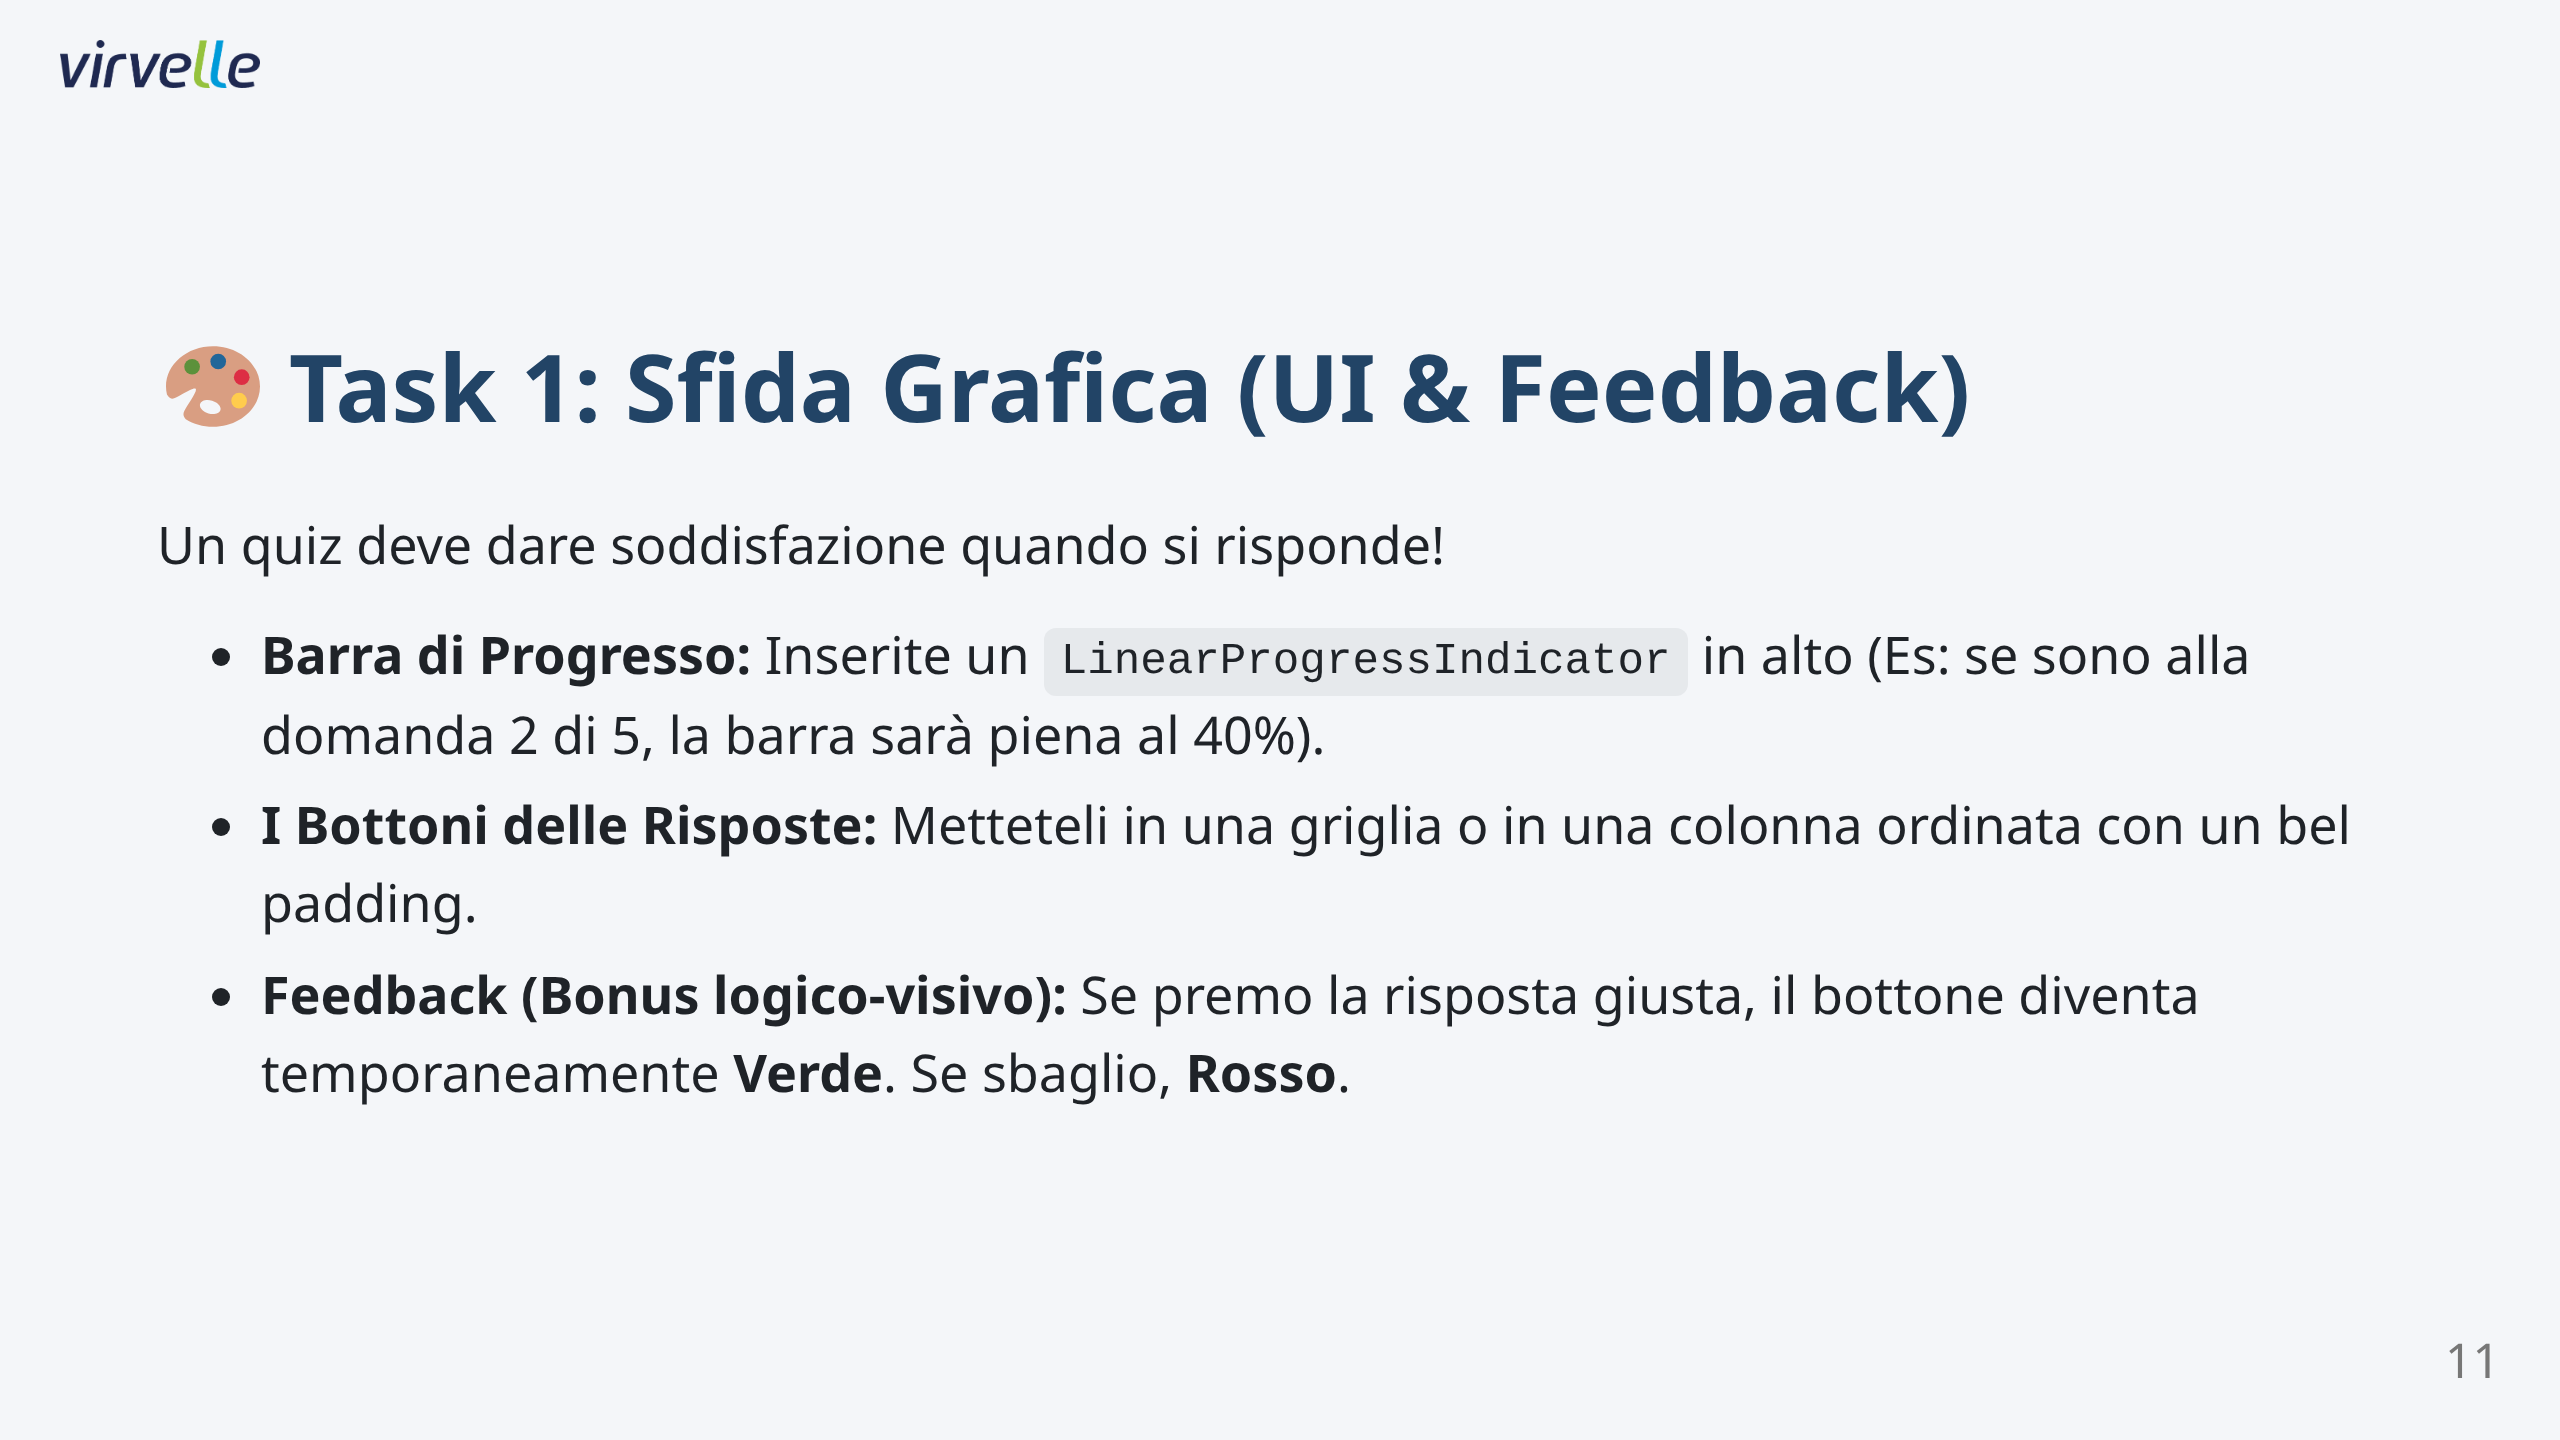 virvelle
🎨 Task 1: Sfida Grafica (UI & Feedback)
Un quiz deve dare soddisfazione quando si risponde!
• Barra di Progresso: Inserite un LinearProgressIndicator in alto (Es: se sono alla
domanda 2 di 5, la barra sarà piena al 40%).
• I Bottoni delle Risposte: Metteteli in una griglia o in una colonna ordinata con un bel
padding.
• Feedback (Bonus logico-visivo): Se premo la risposta giusta, il bottone diventa
temporaneamente Verde. Se sbaglio, Rosso.
11